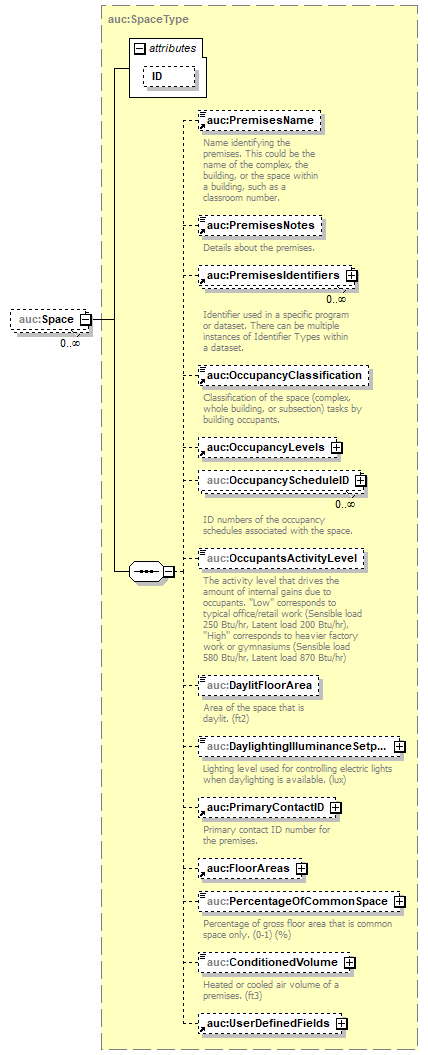 auc:SpaceType
attributes
ID
auc:PremisesName
Name identifying the
premises. This could be the
name of the complex, the
building, or the space within
a building, such as a
classroom number.
auc:PremisesNotes
Details about the premises.
auc:PremisesIdentifiers
0..∞
Identifier used in a specific program
or dataset. There can be multiple
instances of Identifier Types within
a dataset.
auc:Space
0..∞
auc:OccupancyClassification
Classification of the space (complex,
whole building, or subsection) tasks by
building occupants.
auc:OccupancyLevels
auc:OccupancyScheduleID
0..∞
ID numbers of the occupancy
schedules associated with the space.
auc:OccupantsActivityLevel
The activity level that drives the
amount of internal gains due to
occupants. "Low" corresponds to
typical office/retail work (Sensible load
250 Btu/hr, Latent load 200 Btu/hr),
"High" corresponds to heavier factory
work or gymnasiums (Sensible load
580 Btu/hr, Latent load 870 Btu/hr)
auc:DaylitFloorArea
Area of the space that is
daylit. (ft2)
auc:DaylightingIlluminanceSetp...
Lighting level used for controlling electric lights
when daylighting is available. (lux)
auc:PrimaryContactID
Primary contact ID number for
the premises.
auc:FloorAreas
auc:PercentageOfCommonSpace
Percentage of gross floor area that is common
space only. (0-1) (%)
auc:ConditionedVolume
Heated or cooled air volume of a
premises. (ft3)
auc:UserDefinedFields